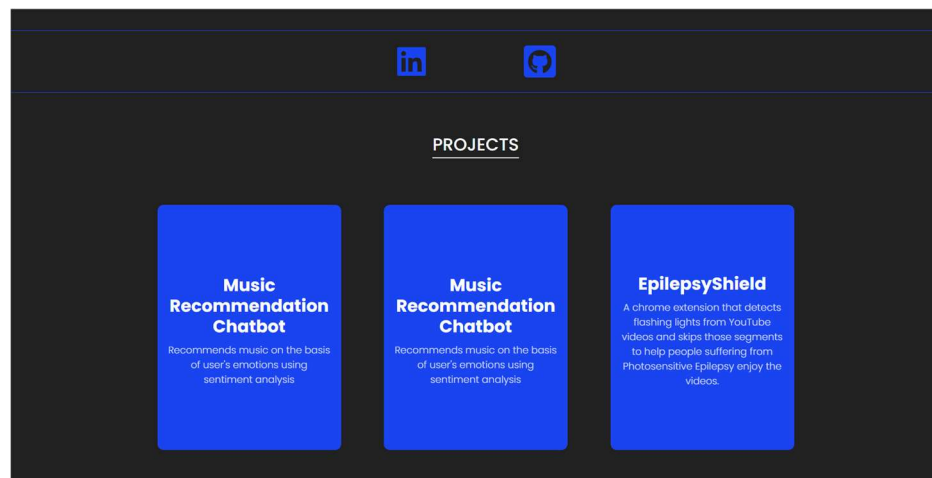 in
PROJECTS
Music
Recommendation
Chatbot
Recommends music on the basis
of user's emotions using
sentiment analysis
Music
Recommendation
Chatbot
Recommends music on the basis
of user's emotions using
sentiment analysis
EpilepsyShield
A chrome extension that detects
flashing lights from YouTube
videos and skips those segments
to help people suffering from
Photosensitive Epilepsy enjoy the
videos.